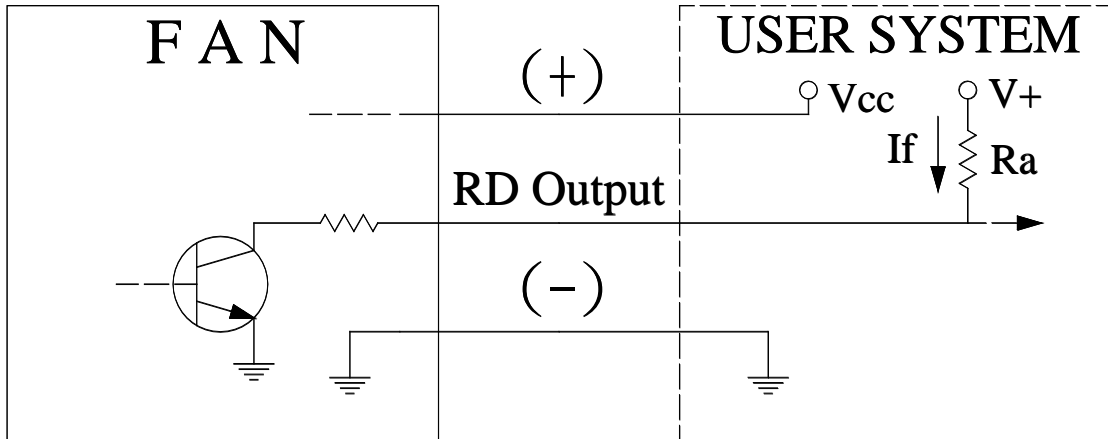 F A N
USER SYSTEM
(+)
Vcc
V+
If
Ra
RD Output
(-)